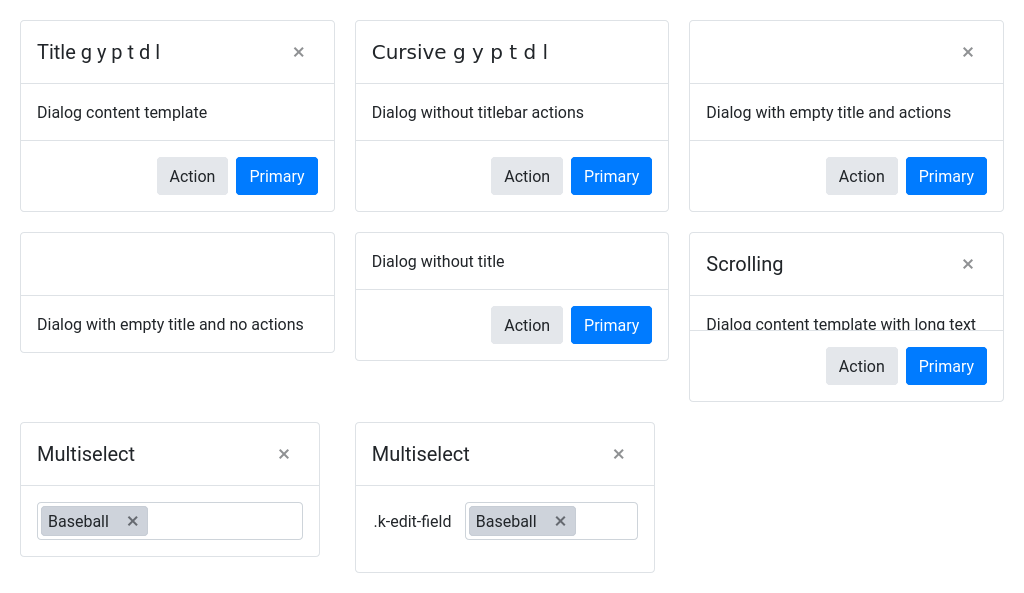 Title g y p t d l
Dialog content template
Action Primary
Cursive g y p t d l
Dialog without titlebar actions
Action Primary
Dialog with empty title and actions
Action Primary
Dialog with empty title and no actions
Dialog without title
Action Primary
Scrolling
Dialog content template with long text
Action Primary
Multiselect
Baseball
Multiselect
.k-edit-field Baseball